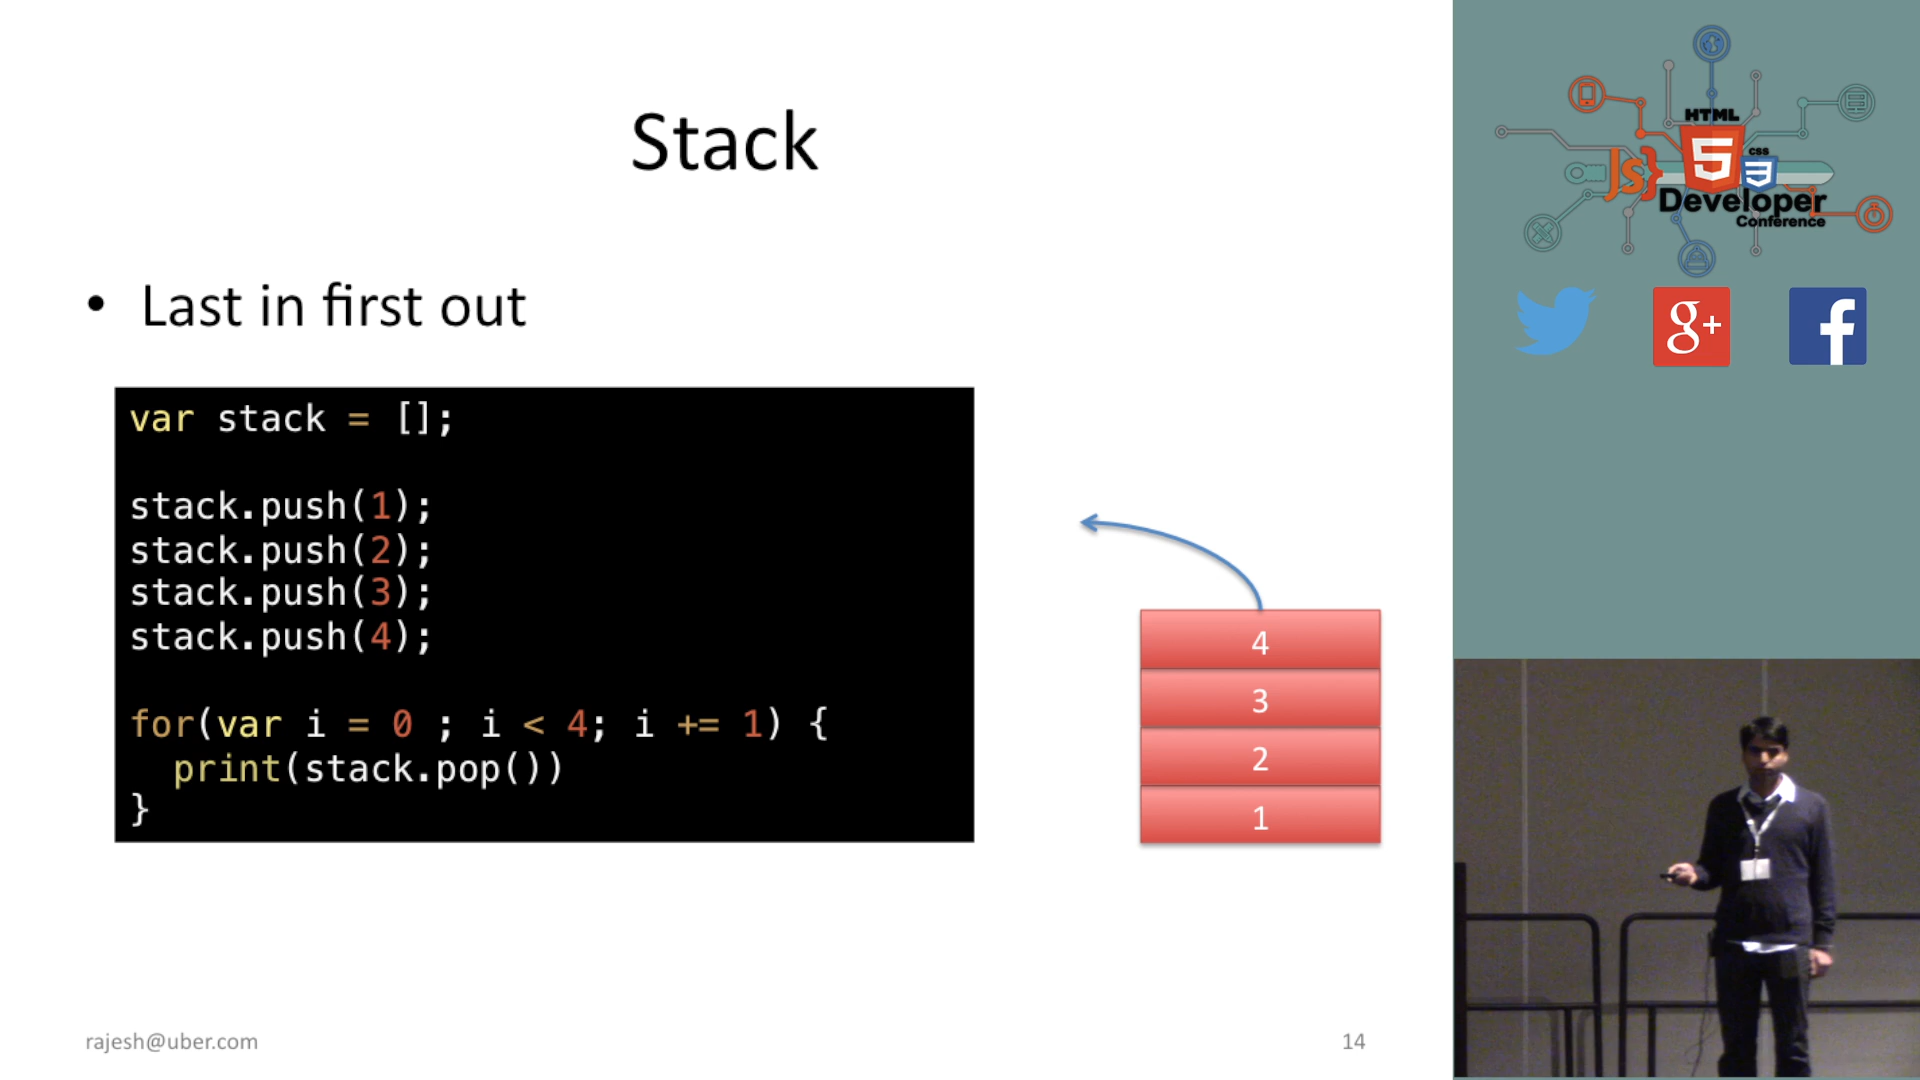 Stack
• Last in first out
var stack = [];
stack.push(1);
stack.push(2);
stack.push(3);
stack.push(4);
for(var i = 0 ; i < 4; i += 1) {
  print(stack.pop())
}
4
3
2
1
rajesh@uber.com
14
HTML
5
CSS
3
JS}
Developer
Conference
g+
f